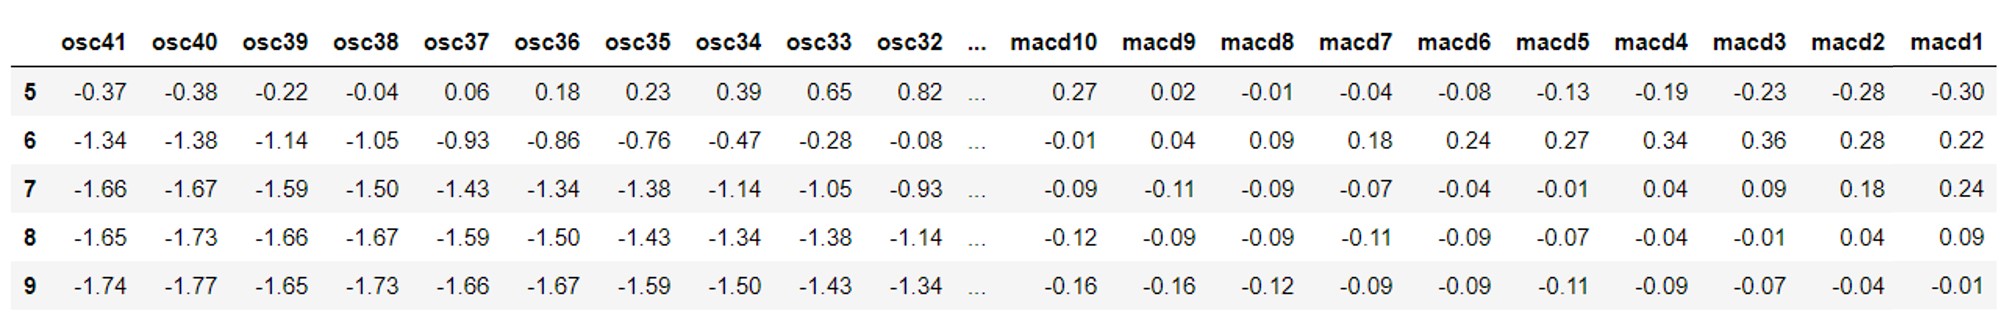 osc41 osc40 osc39 osc38 osc37 osc36 osc35 osc34 osc33 osc32 ... macd10 macd9 macd8 macd7 macd6 macd5 macd4 macd3 macd2 macd1
5 -0.37 -0.38 -0.22 -0.04 0.06 0.18 0.23 0.39 0.65 0.82 ... 0.27 0.02 -0.01 -0.04 -0.08 -0.13 -0.19 -0.23 -0.28 -0.30
6 -1.34 -1.38 -1.14 -1.05 -0.93 -0.86 -0.76 -0.47 -0.28 -0.08 ... -0.01 0.04 0.09 0.18 0.24 0.27 0.34 0.36 0.28 0.22
7 -1.66 -1.67 -1.59 -1.50 -1.43 -1.34 -1.38 -1.14 -1.05 -0.93 ... -0.09 -0.11 -0.09 -0.07 -0.04 -0.01 0.04 0.09 0.18 0.24
8 -1.65 -1.73 -1.66 -1.67 -1.59 -1.50 -1.43 -1.34 -1.38 -1.14 ... -0.12 -0.09 -0.09 -0.11 -0.09 -0.07 -0.04 -0.01 0.04 0.09
9 -1.74 -1.77 -1.65 -1.73 -1.66 -1.67 -1.59 -1.50 -1.43 -1.34 ... -0.16 -0.16 -0.12 -0.09 -0.09 -0.11 -0.09 -0.07 -0.04 -0.01